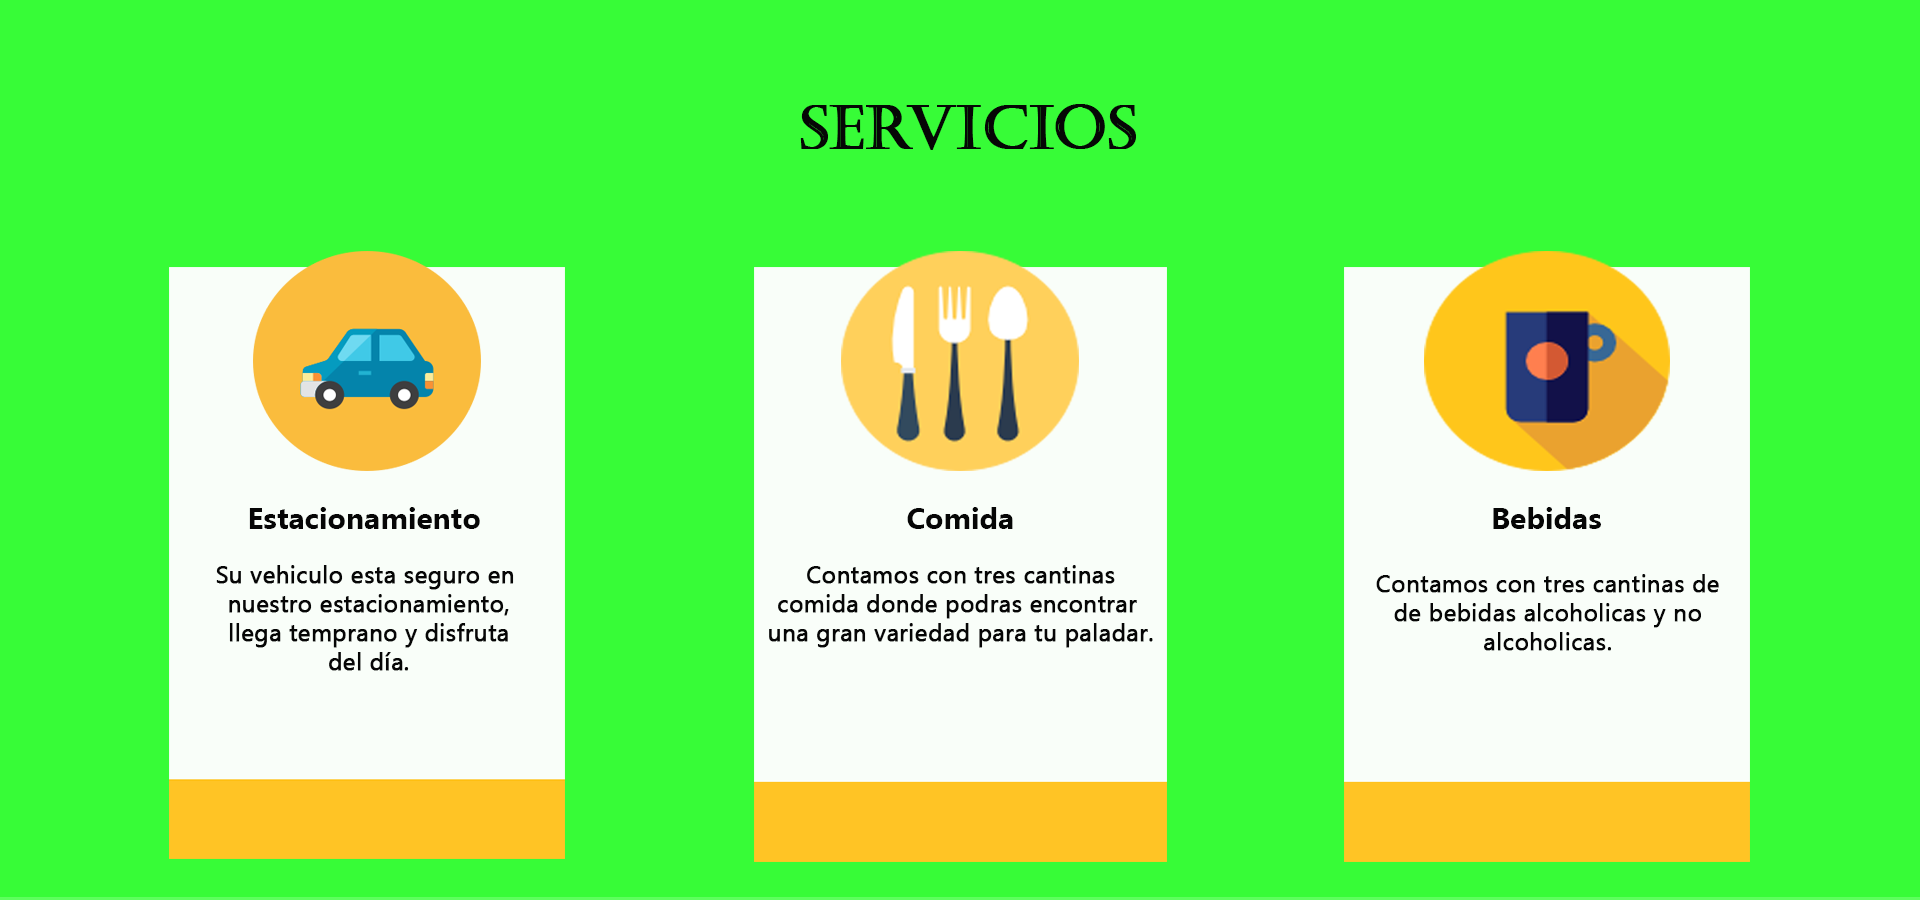 SERVICIOS
Estacionamiento
Su vehiculo esta seguro en
nuestro estacionamiento,
llega temprano y disfruta
del día.
Comida
Contamos con tres cantinas
comida donde podras encontrar
una gran variedad para tu paladar.
Bebidas
Contamos con tres cantinas de
de bebidas alcoholicas y no
alcoholicas.